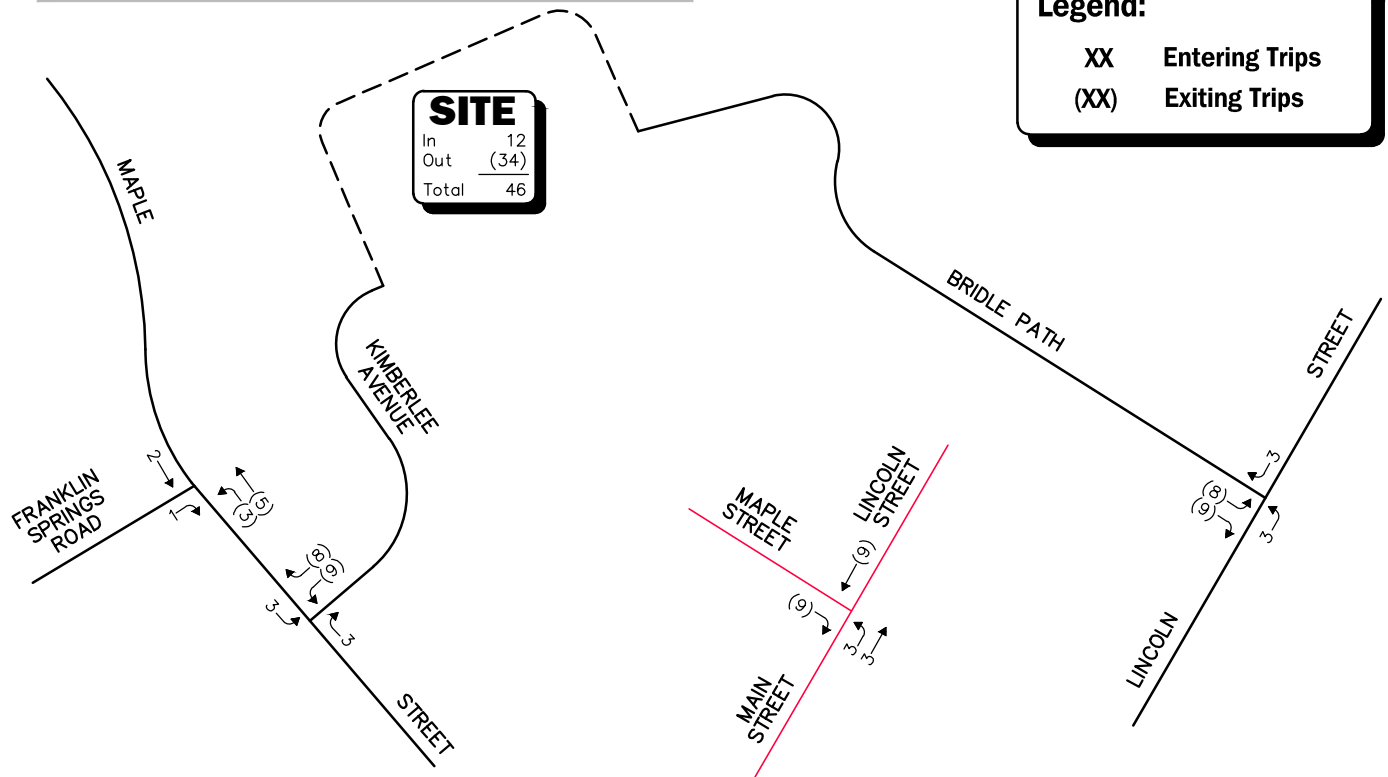 Legend:
XX Entering Trips
(XX) Exiting Trips
SITE
In 12
Out (34)
Total 46
MAPLE
BRIDLE PATH
STREET
KIMBERLEE
AVENUE
FRANKLIN
SPRINGS
ROAD
2
1
(5)
(3)
(8)
(9)
3
3
STREET
MAPLE
STREET
LINCOLN
STREET
(9)
(9)
3
3
MAIN
STREET
3
(8)
(9)
3
LINCOLN